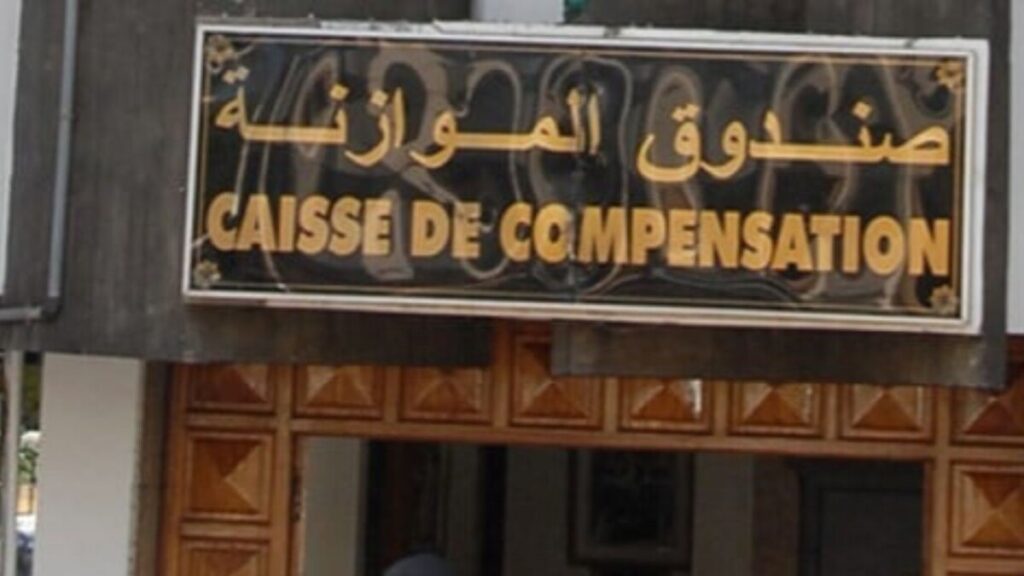 صندوق الموازنة
CAISSE DE COMPENSATION